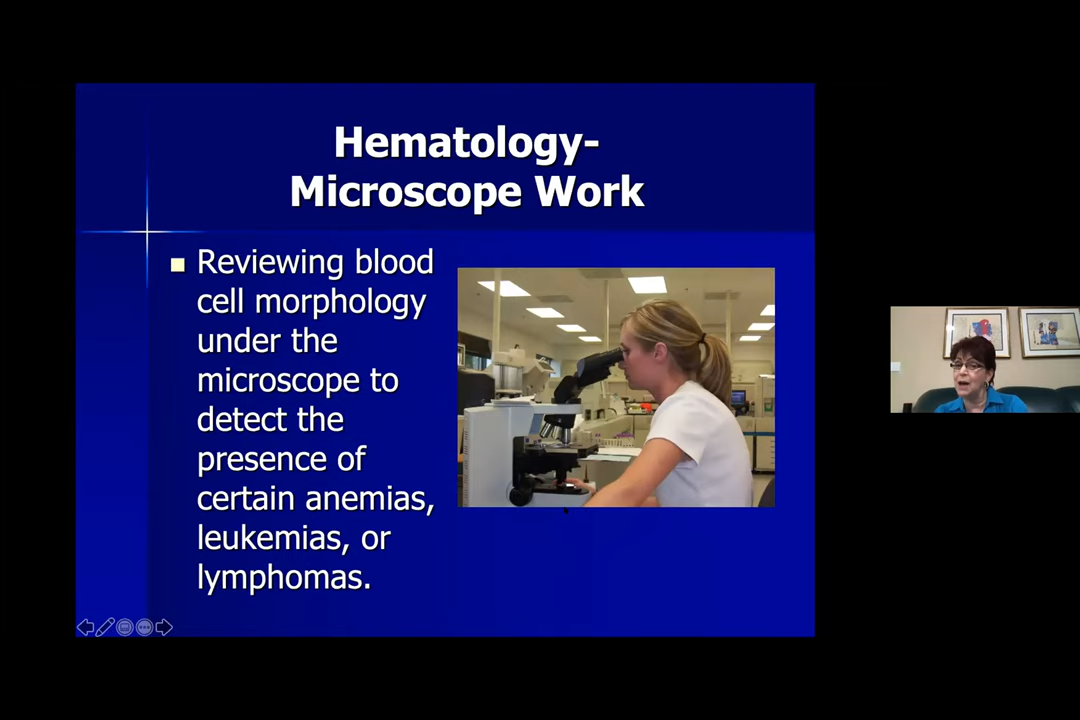 Hematology-
Microscope Work
Reviewing blood
cell morphology
under the
microscope to
detect the
presence of
certain anemias,
leukemias, or
lymphomas.